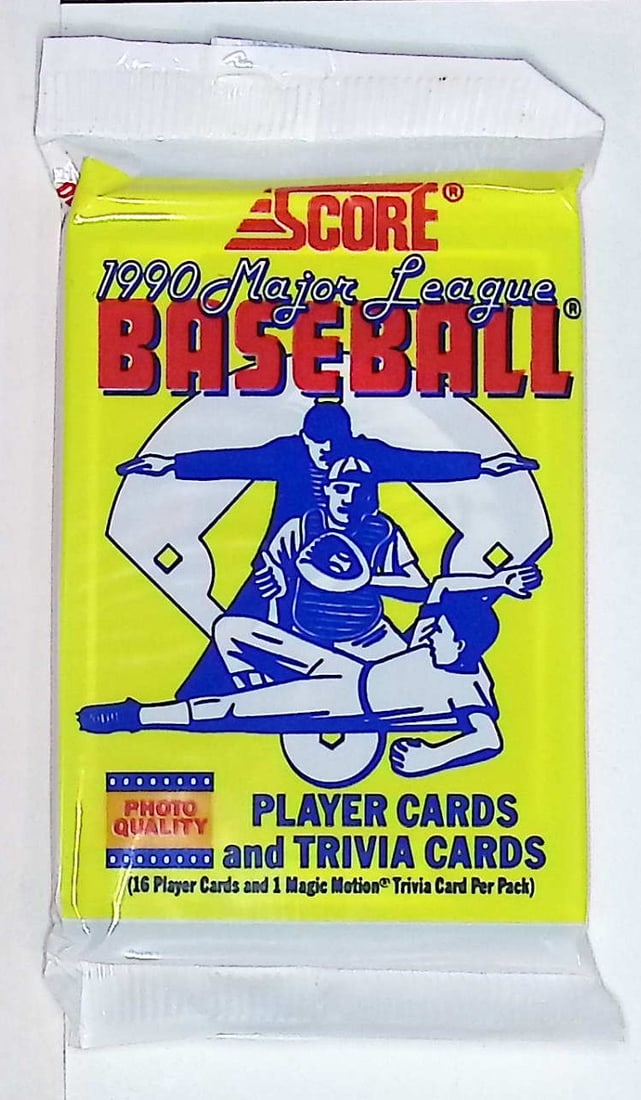 SCORE®
1990 Major League
BASEBALL®
PHOTO
QUALITY
PLAYER CARDS
and TRIVIA CARDS
(16 Player Cards and 1 Magic Motion® Trivia Card Per Pack)